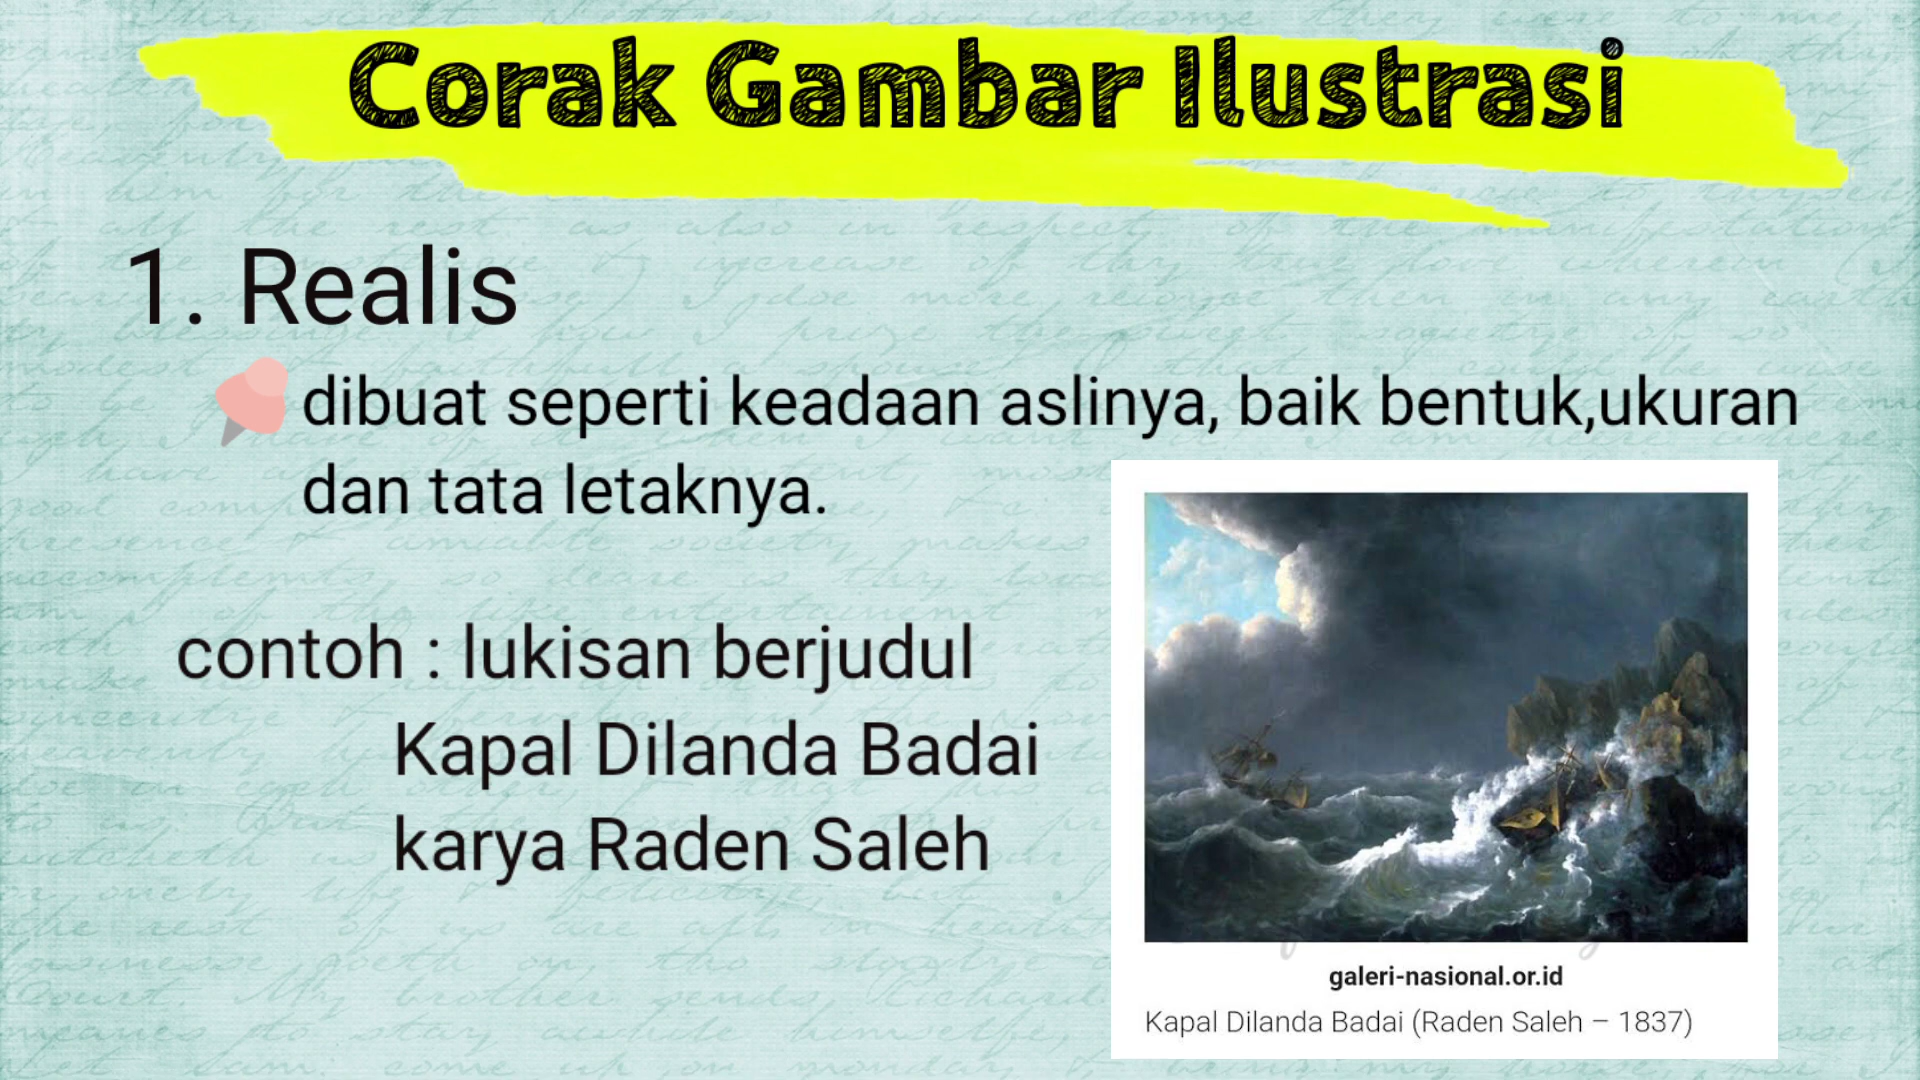 Corak Gambar Ilustrasi
1. Realis
dibuat seperti keadaan aslinya, baik bentuk,ukuran
dan tata letaknya.
contoh : lukisan berjudul
Kapal Dilanda Badai
karya Raden Saleh
galeri-nasional.or.id
Kapal Dilanda Badai (Raden Saleh – 1837)